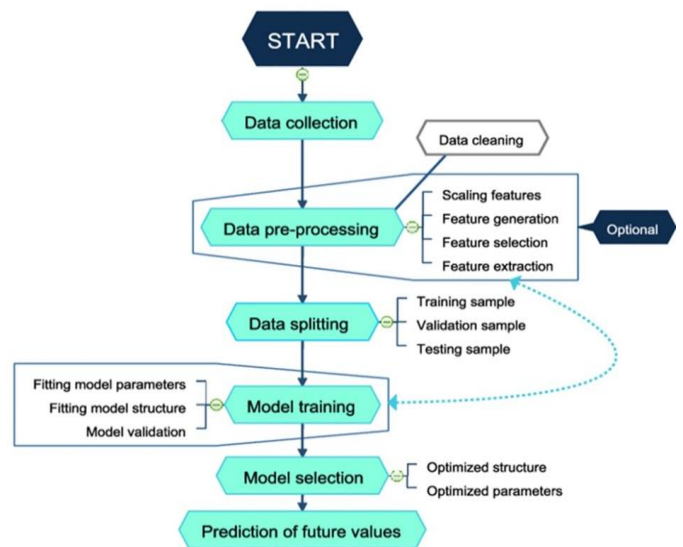 START
Data collection
Data cleaning
Data pre-processing
Scaling features
Feature generation
Feature selection
Feature extraction
Optional
Data splitting
Training sample
Validation sample
Testing sample
Fitting model parameters
Fitting model structure
Model validation
Model training
Model selection
Optimized structure
Optimized parameters
Prediction of future values